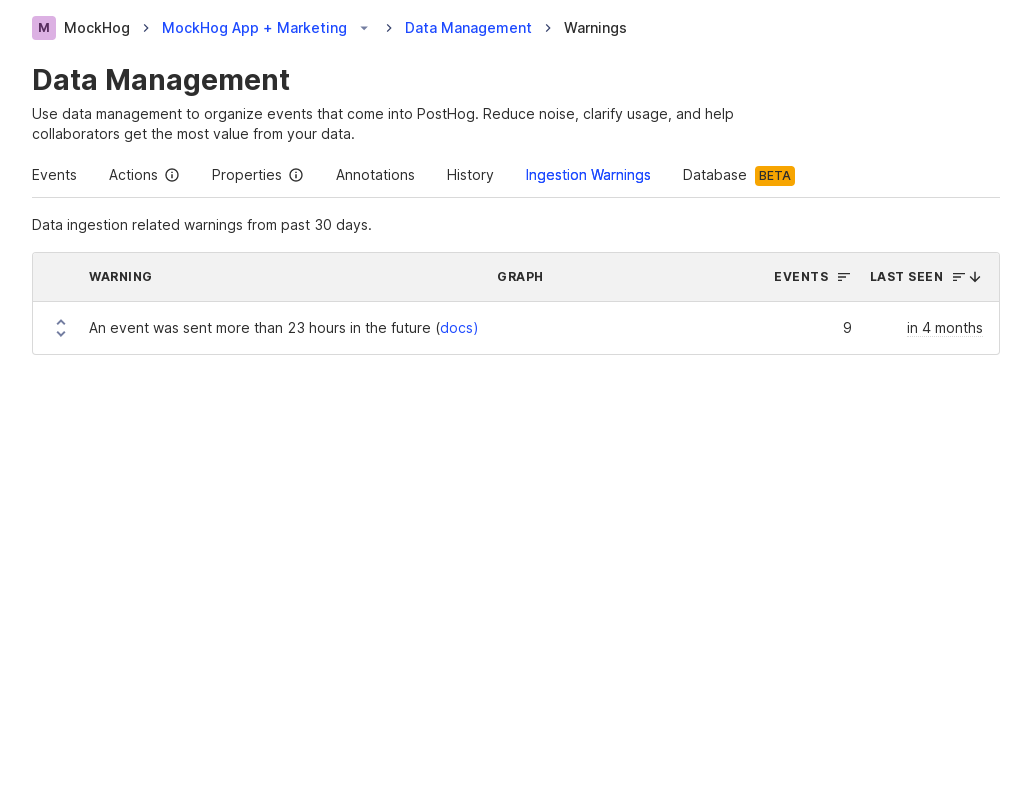 M MockHog MockHog App + Marketing Data Management Warnings
Data Management
Use data management to organize events that come into PostHog. Reduce noise, clarify usage, and help
collaborators get the most value from your data.
Events Actions Properties Annotations History Ingestion Warnings Database BETA
Data ingestion related warnings from past 30 days.
WARNING GRAPH EVENTS LAST SEEN
An event was sent more than 23 hours in the future (docs) 9 in 4 months